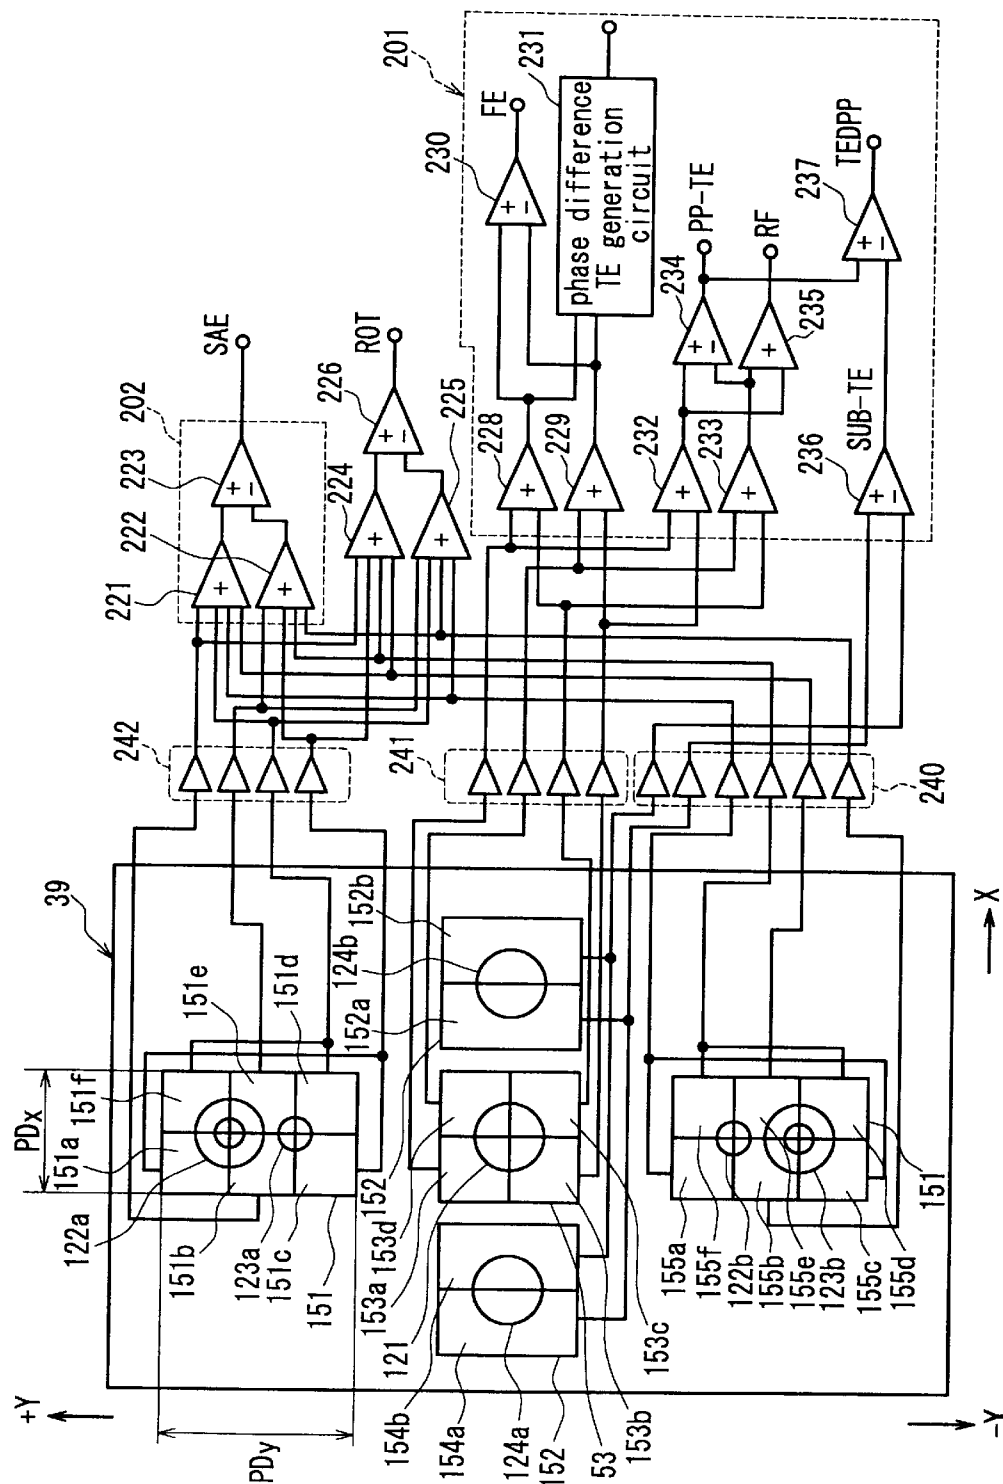 39
PDx
PDy
+Y
-Y
X
122a
151a
151f
151e
151d
151b
123a
151c
151
152
153d
153a
121
154b
154a
124a
152
53
153b
153c
152a
124b
152b
155a
155f
122b
155b
155e
123b
155c
155d
151
242
241
240
202
221
222
223
SAE
224
225
226
ROT
201
228
229
230
FE
231
phase difference
TE generation
circuit
232
233
234
PP-TE
235
RF
236
SUB-TE
237
TEDPP
+
+
+
−
+
+
+
−
+
+
+
−
+
+
+
−
+
+
−
+
−